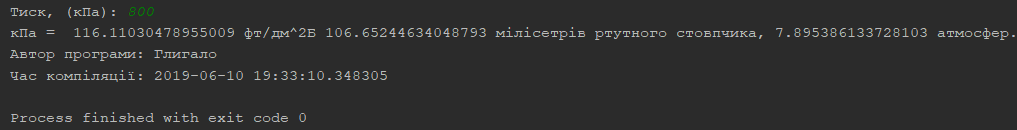 Тиск, (кПа): 800
кПа =  116.11030478955009 фт/дм^2Б 106.65244634048793 мілісетрів ртутного стовпчика, 7.895386133728103 атмосфер.
Автор програми: Глигало
Час компіляції: 2019-06-10 19:33:10.348305
Process finished with exit code 0